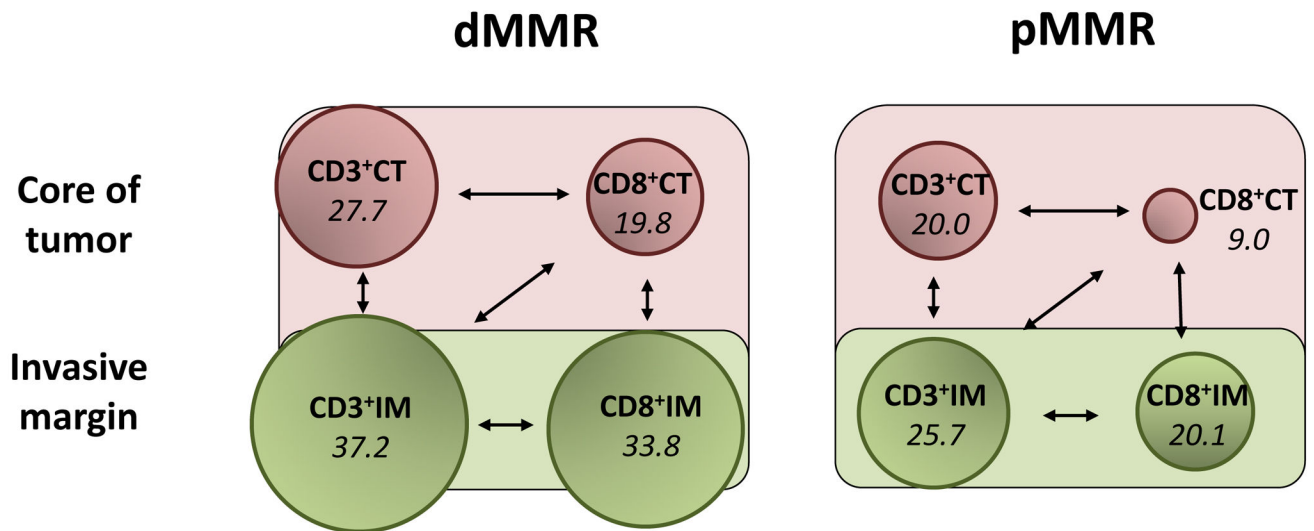 dMMR
pMMR
Core of
tumor
CD3⁺CT
27.7
CD8⁺CT
19.8
CD3⁺CT
20.0
CD8⁺CT
9.0
Invasive
margin
CD3⁺IM
37.2
CD8⁺IM
33.8
CD3⁺IM
25.7
CD8⁺IM
20.1